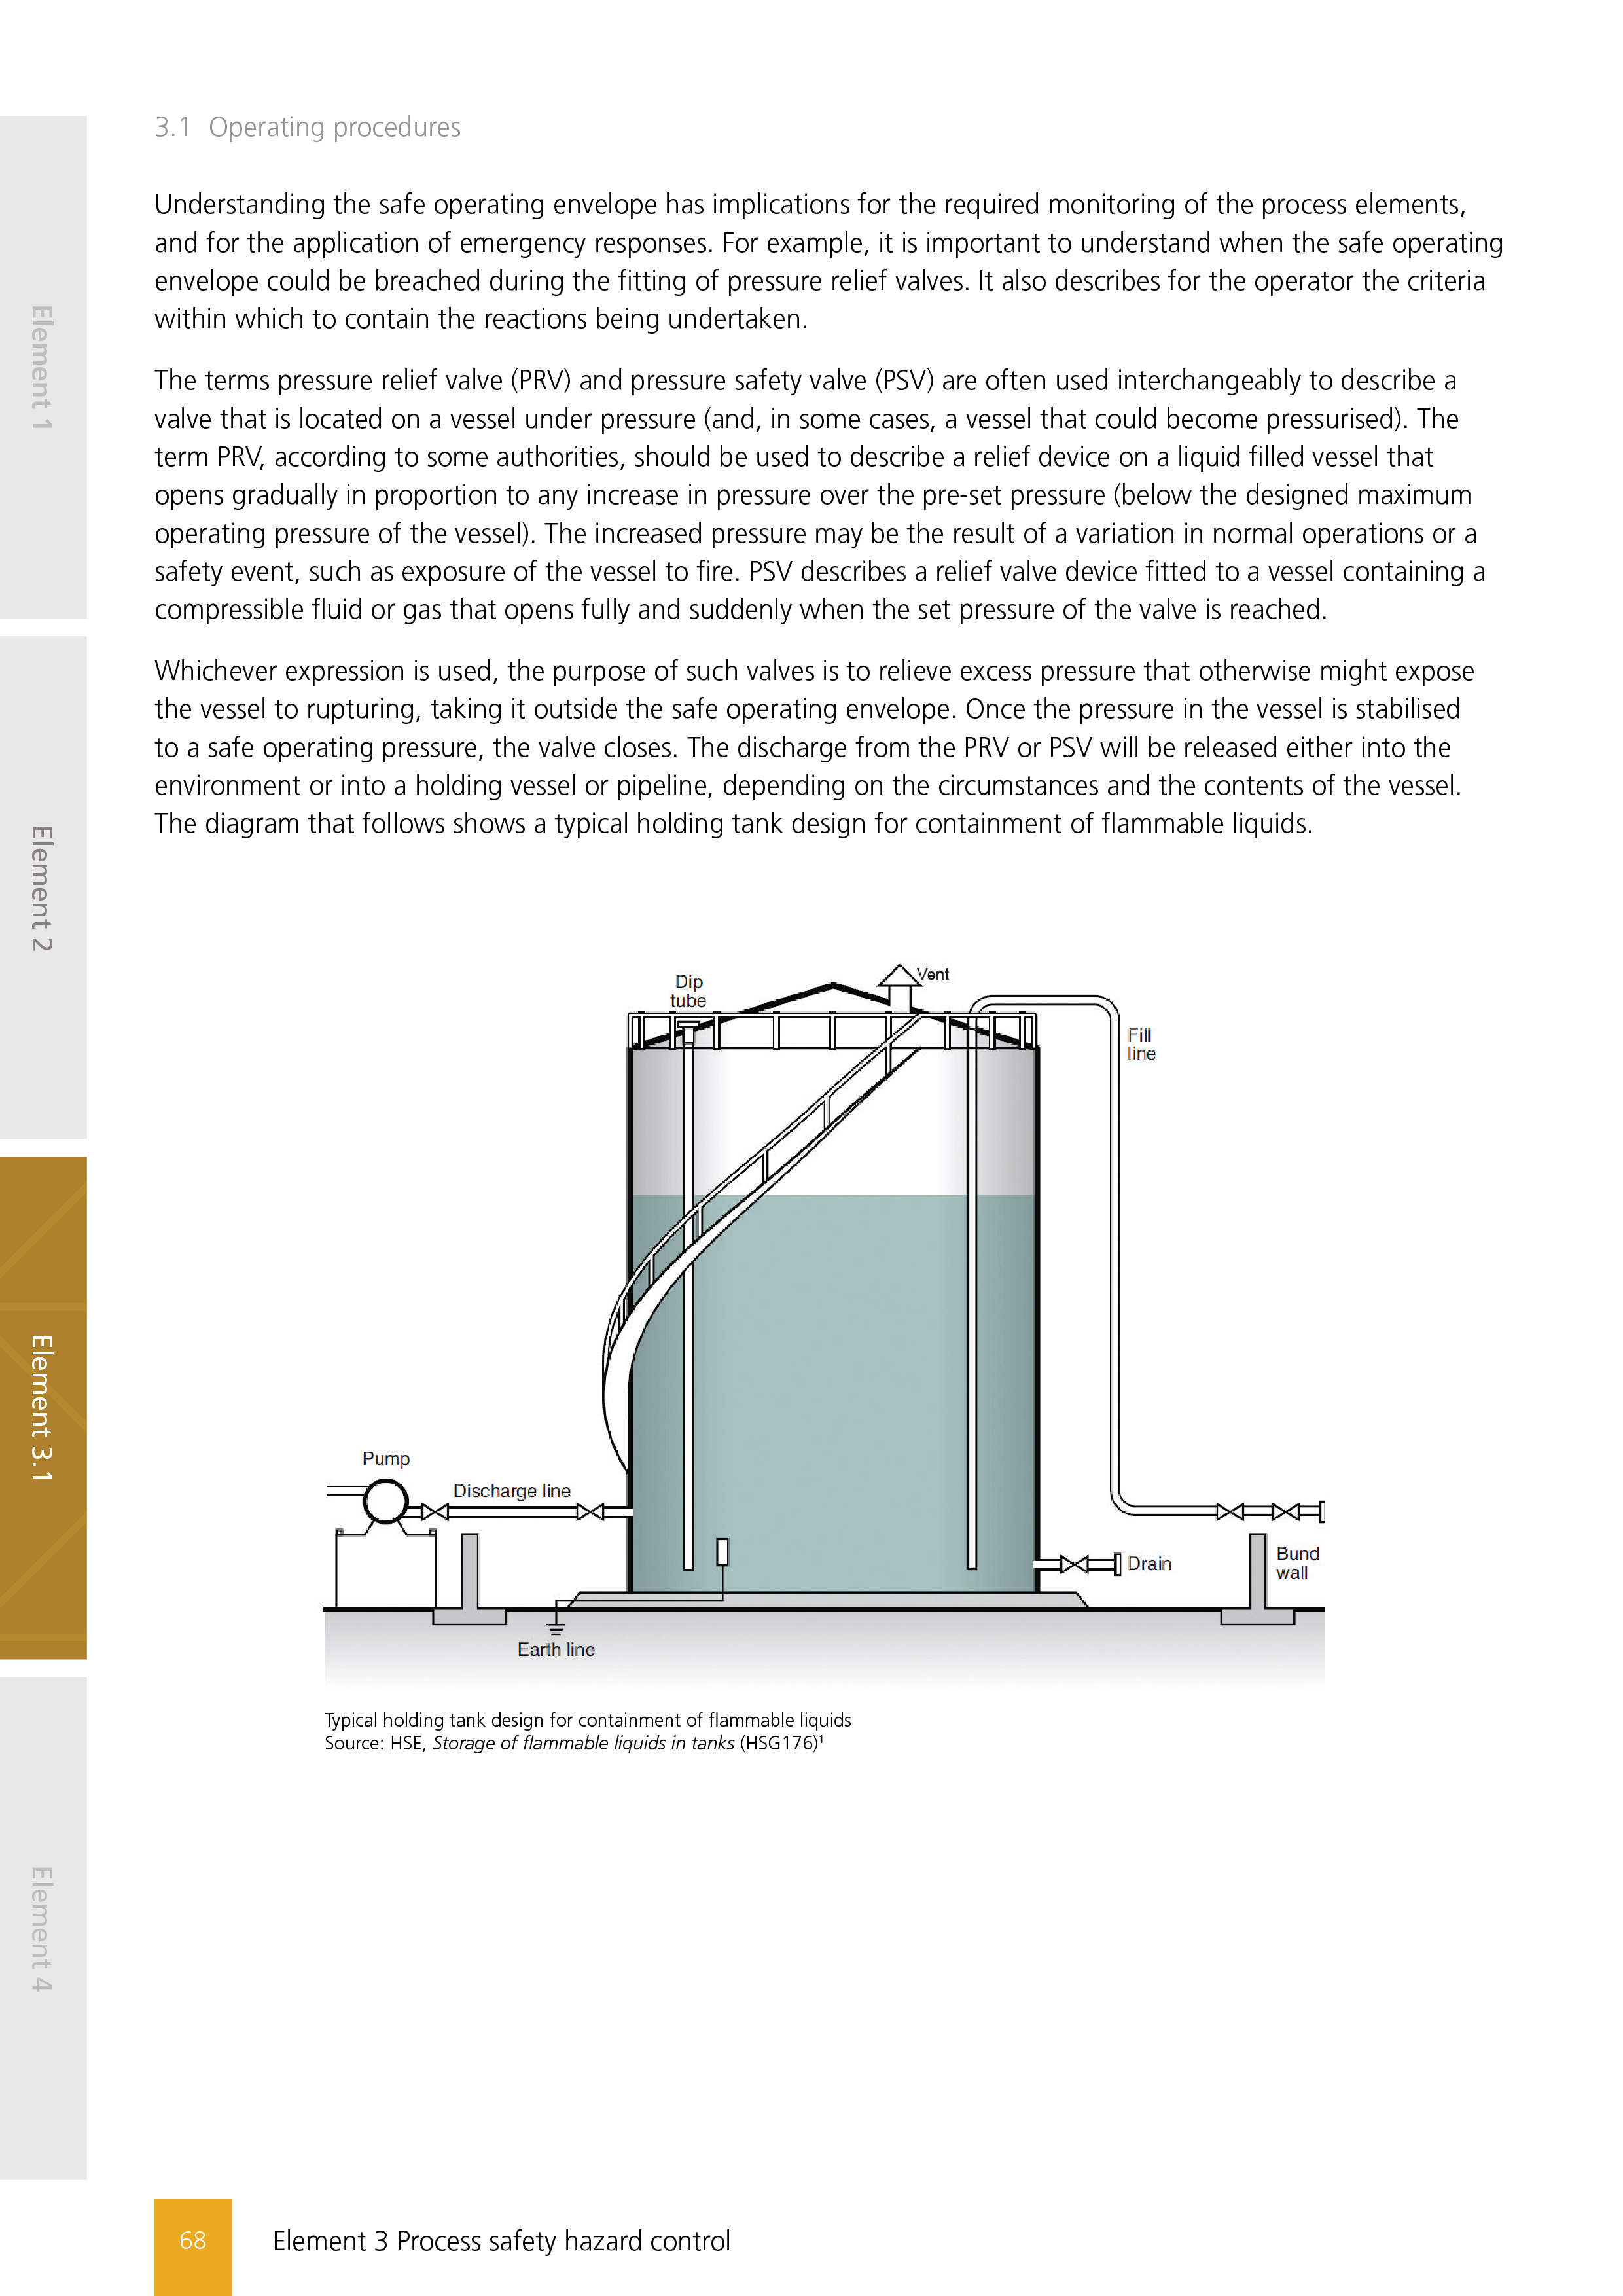 3.1 Operating procedures
Understanding the safe operating envelope has implications for the required monitoring of the process elements,
and for the application of emergency responses. For example, it is important to understand when the safe operating
envelope could be breached during the fitting of pressure relief valves. It also describes for the operator the criteria
within which to contain the reactions being undertaken.
The terms pressure relief valve (PRV) and pressure safety valve (PSV) are often used interchangeably to describe a
valve that is located on a vessel under pressure (and, in some cases, a vessel that could become pressurised). The
term PRV, according to some authorities, should be used to describe a relief device on a liquid filled vessel that
opens gradually in proportion to any increase in pressure over the pre-set pressure (below the designed maximum
operating pressure of the vessel). The increased pressure may be the result of a variation in normal operations or a
safety event, such as exposure of the vessel to fire. PSV describes a relief valve device fitted to a vessel containing a
compressible fluid or gas that opens fully and suddenly when the set pressure of the valve is reached.
Whichever expression is used, the purpose of such valves is to relieve excess pressure that otherwise might expose
the vessel to rupturing, taking it outside the safe operating envelope. Once the pressure in the vessel is stabilised
to a safe operating pressure, the valve closes. The discharge from the PRV or PSV will be released either into the
environment or into a holding vessel or pipeline, depending on the circumstances and the contents of the vessel.
The diagram that follows shows a typical holding tank design for containment of flammable liquids.
Dip
tube
Vent
Fill
line
Pump
Discharge line
Drain
Bund
wall
Earth line
Typical holding tank design for containment of flammable liquids
Source: HSE, Storage of flammable liquids in tanks (HSG176)¹
Element 1
Element 2
Element 3.1
Element 4
68
Element 3 Process safety hazard control